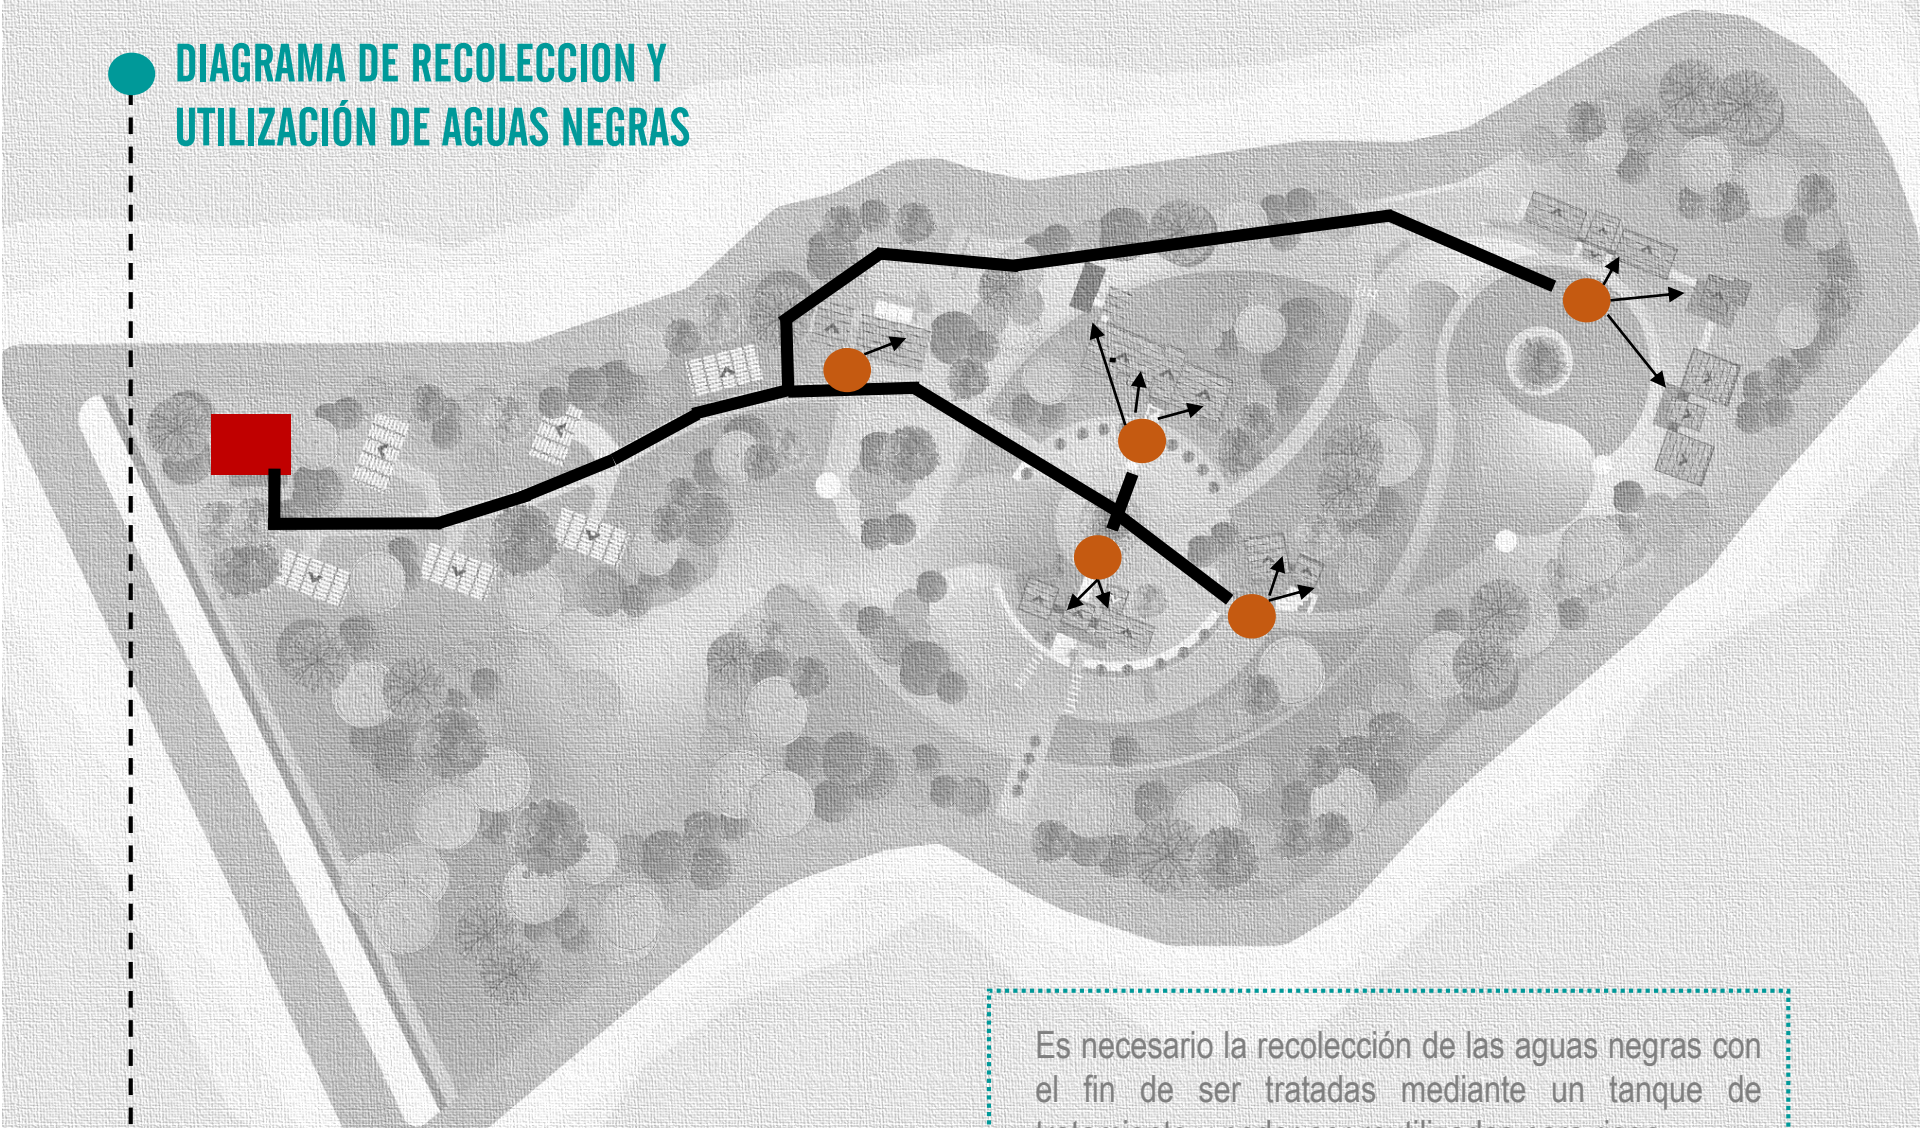 DIAGRAMA DE RECOLECCION Y
UTILIZACIÓN DE AGUAS NEGRAS
Es necesario la recolección de las aguas negras con
el fin de ser tratadas mediante un tanque de